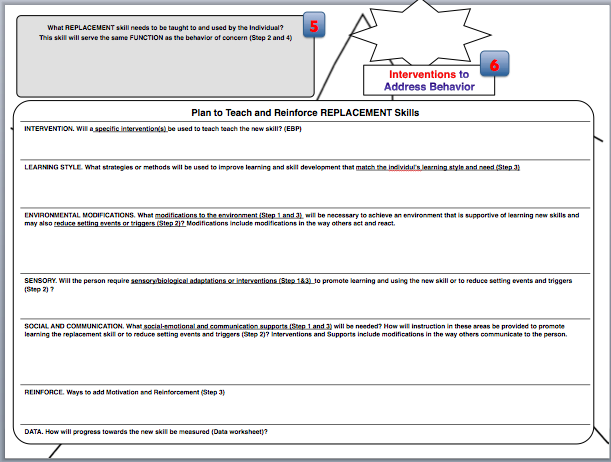 What REPLACEMENT skill needs to be taught to and used by the Individual?
This skill will serve the same FUNCTION as the behavior of concern (Step 2 and 4)
5
6
Interventions to
Address Behavior
Plan to Teach and Reinforce REPLACEMENT Skills
INTERVENTION. Will a specific intervention(s) be used to teach teach the new skill? (EBP)
LEARNING STYLE. What strategies or methods will be used to improve learning and skill development that match the individul's learning style and need (Step 3)
ENVIRONMENTAL MODIFICATIONS. What modifications to the environment (Step 1 and 3) will be necessary to achieve an environment that is supportive of learning new skills and
may also reduce setting events or triggers (Step 2)? Modifications include modifications in the way others act and react.
SENSORY. Will the person require sensory/biological adaptations or interventions (Step 1&3) to promote learning and using the new skill or to reduce setting events and triggers
(Step 2) ?
SOCIAL AND COMMUNICATION. What social-emotional and communication supports (Step 1 and 3) will be needed? How will instruction in these areas be provided to promote
learning the replacement skill or to reduce setting events or triggers (Step 2)? Interventions and Supports include modifications in the way others communicate to the person.
REINFORCE. Ways to add Motivation and Reinforcement (Step 3)
DATA. How will progress towards the new skill be measured (Data worksheet)?